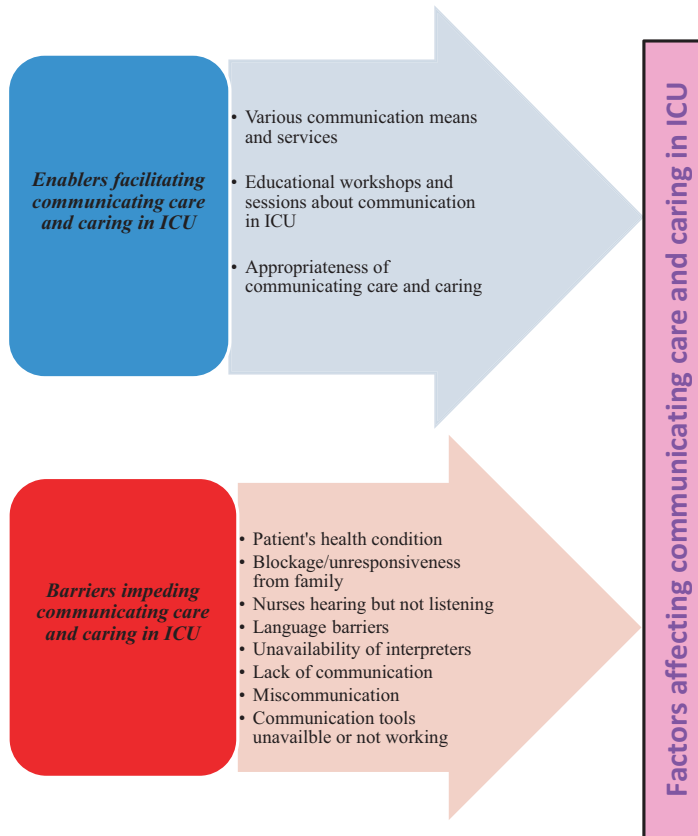 Enablers facilitating
communicating care
and caring in ICU
• Various communication means
and services
• Educational workshops and
sessions about communication
in ICU
• Appropriateness of
communicating care and caring
Barriers impeding
communicating care
and caring in ICU
• Patient's health condition
• Blockage/unresponsiveness
from family
• Nurses hearing but not listening
• Language barriers
• Unavailability of interpreters
• Lack of communication
• Miscommunication
• Communication tools
unavailble or not working
Factors affecting communicating care and caring in ICU